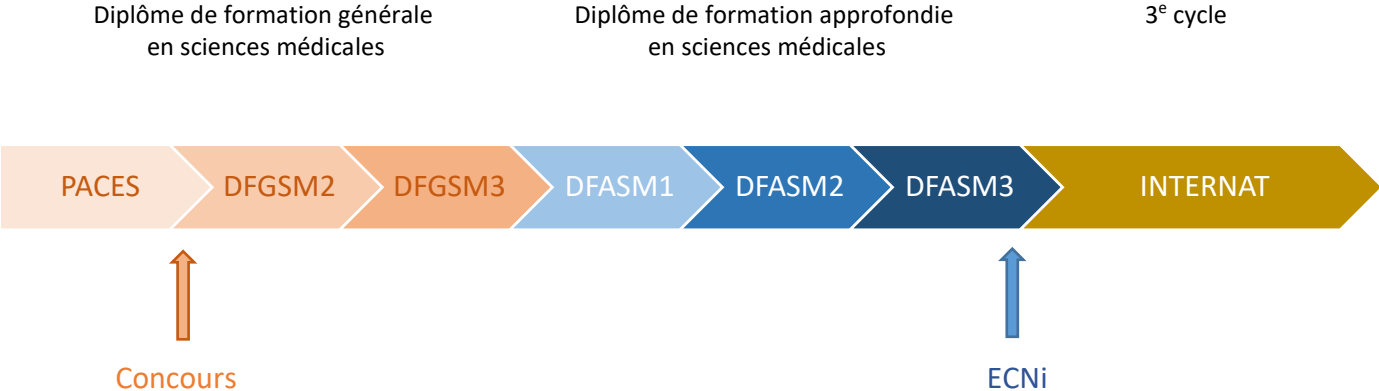 Diplôme de formation générale
en sciences médicales
Diplôme de formation approfondie
en sciences médicales
3e cycle
PACES
DFGSM2
DFGSM3
DFASM1
DFASM2
DFASM3
INTERNAT
Concours
ECNi